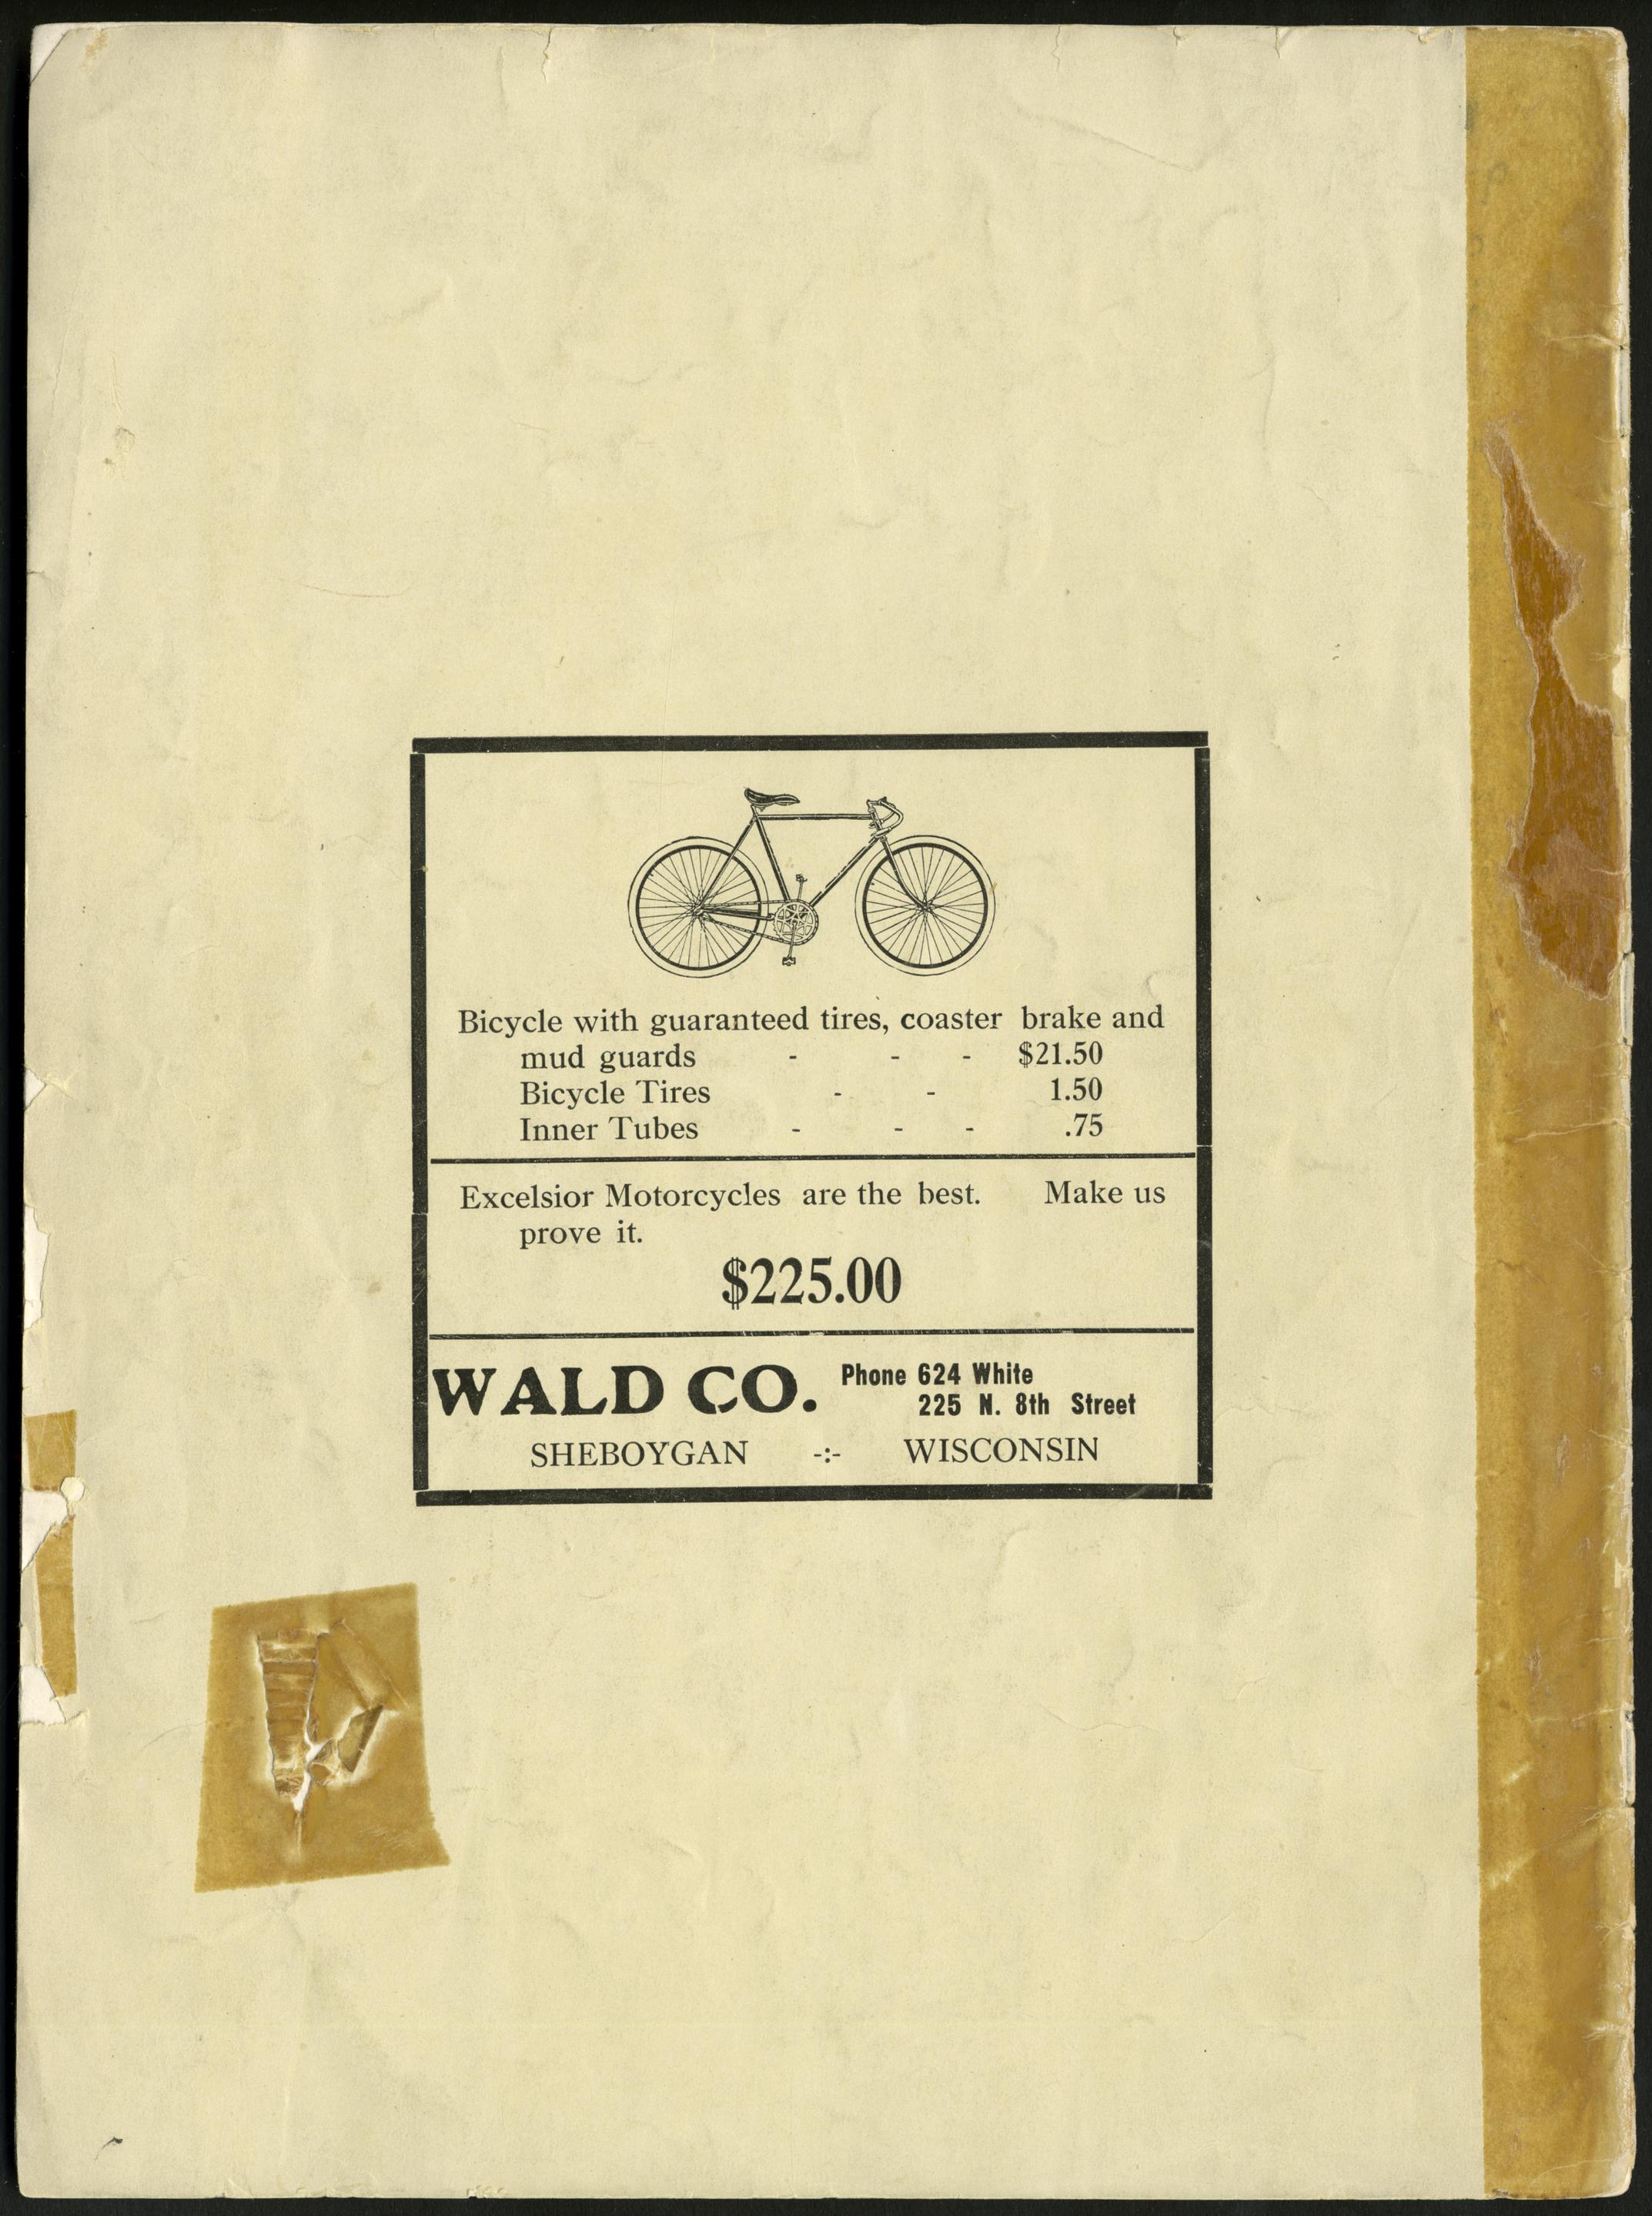 Bicycle with guaranteed tires, coaster brake and
mud guards - - - $21.50
Bicycle Tires - - 1.50
Inner Tubes - - - .75
Excelsior Motorcycles are the best. Make us
prove it.
$225.00
WALD CO. Phone 624 White
225 N. 8th Street
SHEBOYGAN -:- WISCONSIN